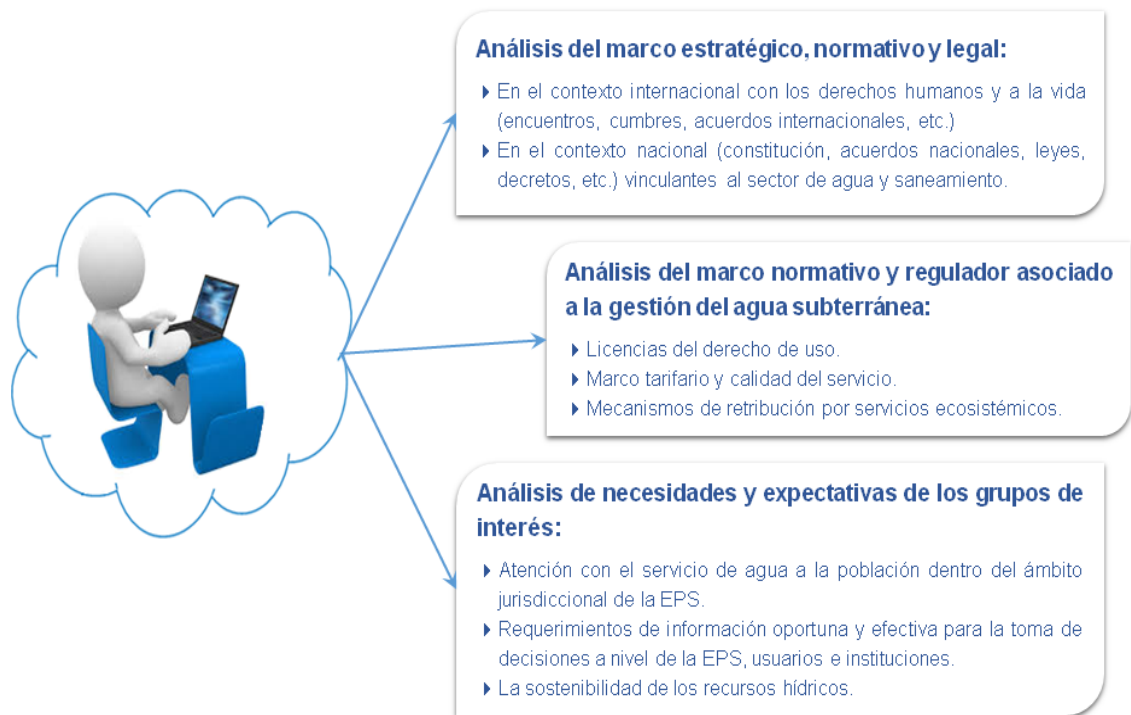 Análisis del marco estratégico, normativo y legal:
En el contexto internacional con los derechos humanos y a la vida
(encuentros, cumbres, acuerdos internacionales, etc.)
En el contexto nacional (constitución, acuerdos nacionales, leyes,
decretos, etc.) vinculantes al sector de agua y saneamiento.
Análisis del marco normativo y regulador asociado
a la gestión del agua subterránea:
Licencias del derecho de uso.
Marco tarifario y calidad del servicio.
Mecanismos de retribución por servicios ecosistémicos.
Análisis de necesidades y expectativas de los grupos de
interés:
Atención con el servicio de agua a la población dentro del ámbito
jurisdiccional de la EPS.
Requerimientos de información oportuna y efectiva para la toma de
decisiones a nivel de la EPS, usuarios e instituciones.
La sostenibilidad de los recursos hídricos.